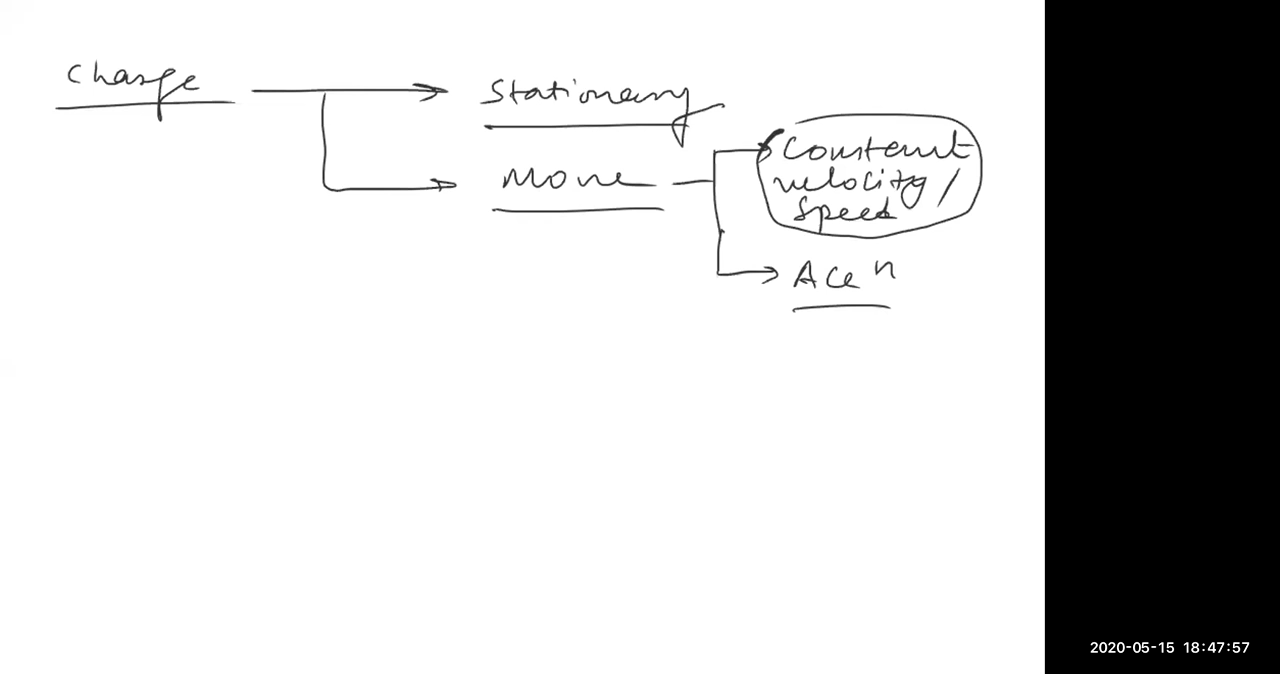 Charge
Stationary
Move
Constant
velocity/
speed
Acc n
2020-05-15 18:47:57